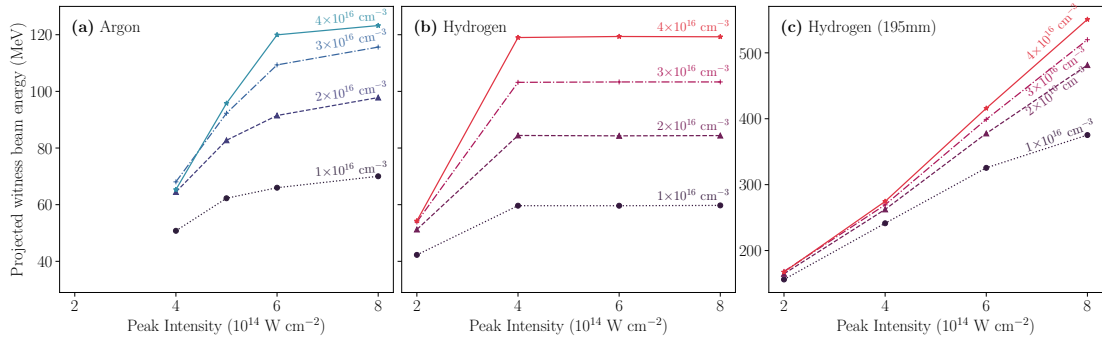 Projected witness beam energy (MeV)
120
100
80
60
40
(a) Argon
4×10¹⁶ cm⁻³
3×10¹⁶ cm⁻³
2×10¹⁶ cm⁻³
1×10¹⁶ cm⁻³
2
4
6
8
Peak Intensity (10¹⁴ W cm⁻²)
(b) Hydrogen
4×10¹⁶ cm⁻³
3×10¹⁶ cm⁻³
2×10¹⁶ cm⁻³
1×10¹⁶ cm⁻³
2
4
6
8
Peak Intensity (10¹⁴ W cm⁻²)
500
400
300
200
(c) Hydrogen (195mm)
4×10¹⁶ cm⁻³
3×10¹⁶ cm⁻³
2×10¹⁶ cm⁻³
1×10¹⁶ cm⁻³
2
4
6
8
Peak Intensity (10¹⁴ W cm⁻²)